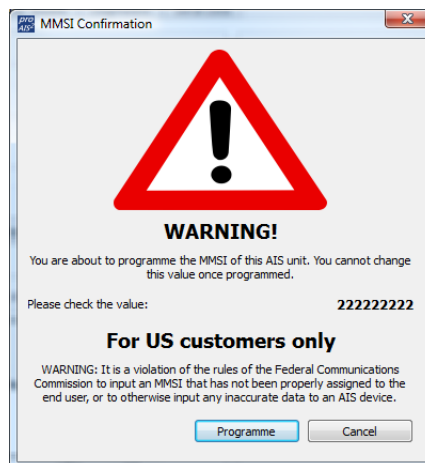 pro
AIS²
MMSI Confirmation
X
!
WARNING!
You are about to programme the MMSI of this AIS unit. You cannot change
this value once programmed.
Please check the value: 222222222
For US customers only
WARNING: It is a violation of the rules of the Federal Communications
Commission to input an MMSI that has not been properly assigned to the
end user, or to otherwise input any inaccurate data to an AIS device.
Programme Cancel